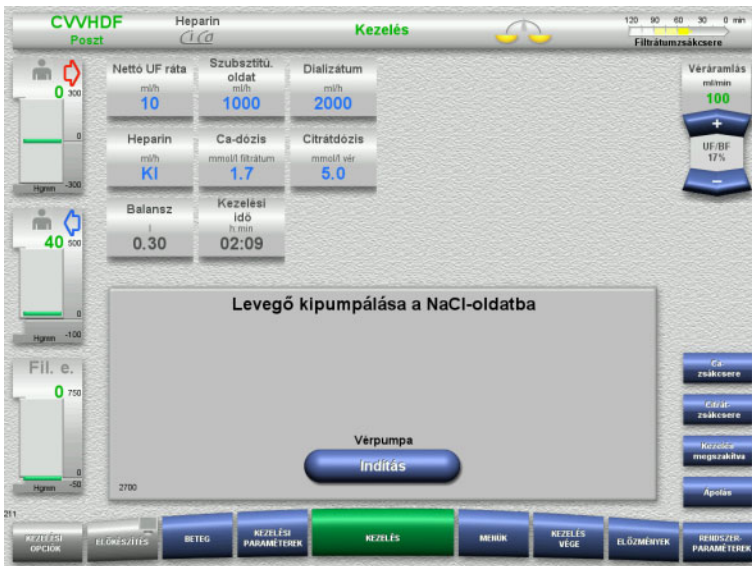 CVVHDF
Poszt
Heparin
Ci Ca
Kezelés
120 90 60 30 0 min
Filtrátumzsákcsere
0
300
0
-300
Hgmm
40
500
0
-100
Hgmm
Fil. e.
0
750
0
-50
Hgmm
Nettó UF ráta
ml/h
10
Szubsztitú.
oldat
ml/h
1000
Dializátum
ml/h
2000
Heparin
ml/h
KI
Ca-dózis
mmol/l filtrátum
1.7
Citrátdózis
mmol/l vér
5.0
Balansz
l
0.30
Kezelési
idő
h:min
02:09
Véráramlás
ml/min
100
+
UF/BF
17%
−
Levegő kipumpálása a NaCl-oldatba
Vérpumpa
Indítás
2700
Ca-
zsákcsere
Citrát-
zsákcsere
Kezelés
megszakítva
Ápolás
211
KEZELÉSI
OPCIÓK
ELŐKÉSZÍTÉS
BETEG
KEZELÉSI
PARAMÉTEREK
KEZELÉS
MENÜK
KEZELÉS
VÉGE
ELŐZMÉNYEK
RENDSZER-
PARAMÉTEREK